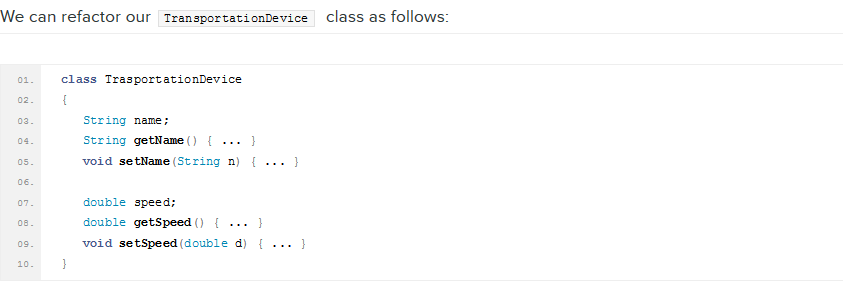 We can refactor our TransportationDevice class as follows:
01. class TrasportationDevice
02. {
03. String name;
04. String getName() { ... }
05. void setName(String n) { ... }
06.
07. double speed;
08. double getSpeed() { ... }
09. void setSpeed(double d) { ... }
10. }